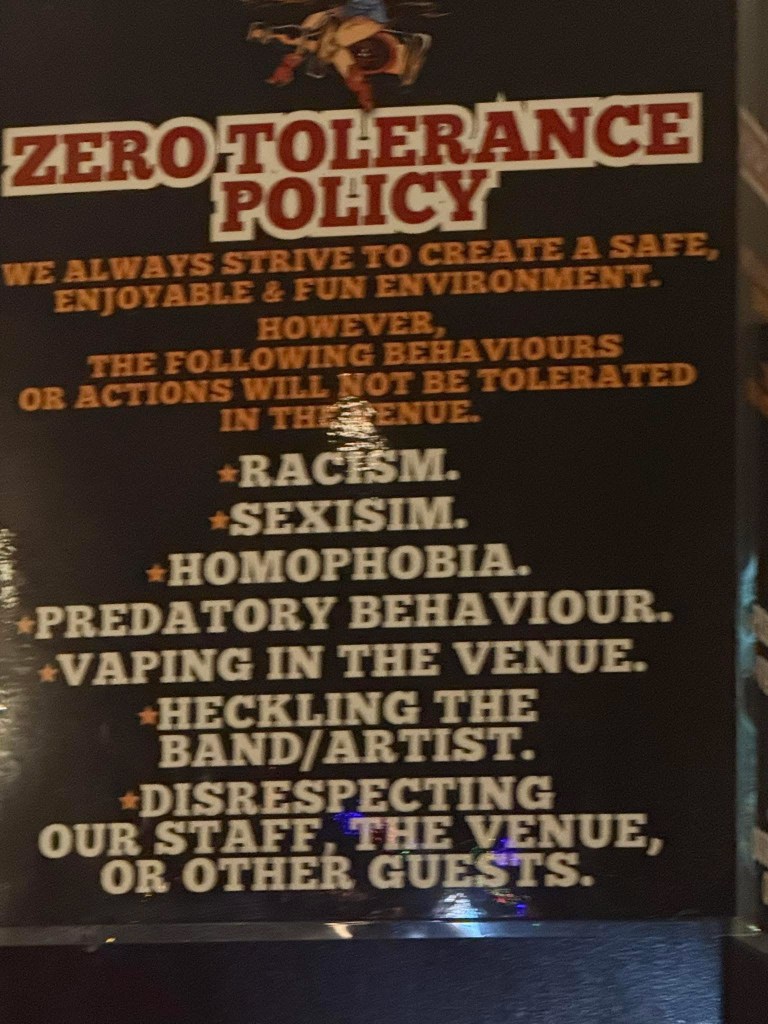 ZERO TOLERANCE
POLICY
WE ALWAYS STRIVE TO CREATE A SAFE,
ENJOYABLE & FUN ENVIRONMENT.
HOWEVER,
THE FOLLOWING BEHAVIOURS
OR ACTIONS WILL NOT BE TOLERATED
IN THE VENUE.
★RACISM.
★SEXISIM.
★HOMOPHOBIA.
★PREDATORY BEHAVIOUR.
★VAPING IN THE VENUE.
★HECKLING THE
BAND/ARTIST.
★DISRESPECTING
OUR STAFF, THE VENUE,
OR OTHER GUESTS.